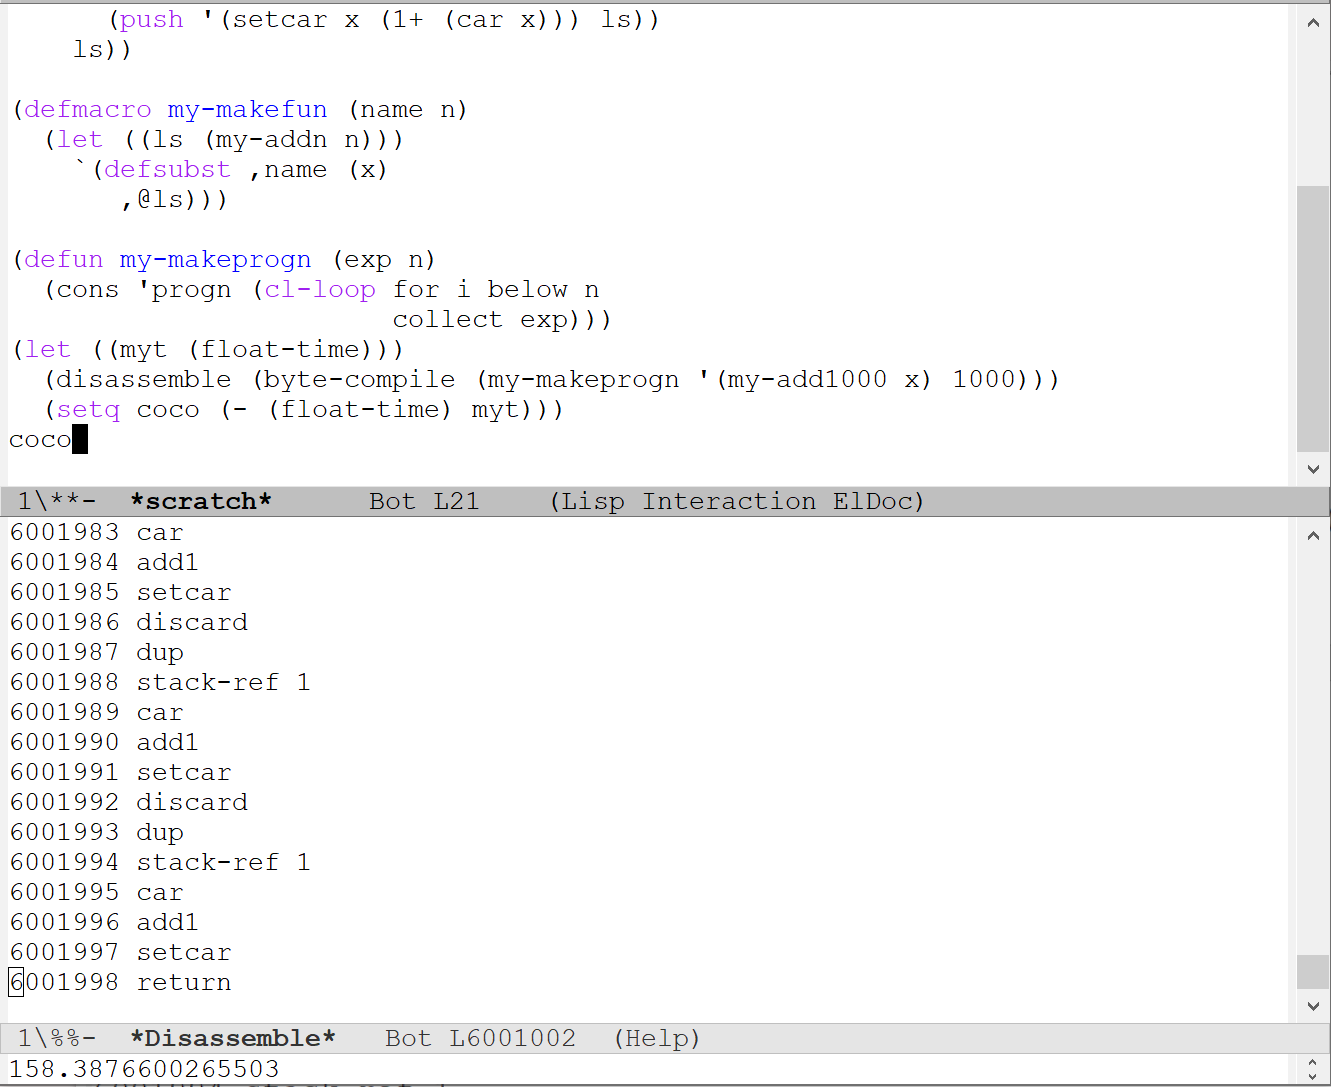 (push '(setcar x (1+ (car x))) ls))
ls))
(defmacro my-makefun (name n)
(let ((ls (my-addn n)))
`(defsubst ,name (x)
,@ls)))
(defun my-makeprogn (exp n)
(cons 'progn (cl-loop for i below n
collect exp)))
(let ((myt (float-time)))
(disassemble (byte-compile (my-makeprogn '(my-add1000 x) 1000)))
(setq coco (- (float-time) myt)))
coco
1\**- *scratch* Bot L21 (Lisp Interaction ElDoc)
6001983 car
6001984 add1
6001985 setcar
6001986 discard
6001987 dup
6001988 stack-ref 1
6001989 car
6001990 add1
6001991 setcar
6001992 discard
6001993 dup
6001994 stack-ref 1
6001995 car
6001996 add1
6001997 setcar
6001998 return
1\%%- *Disassemble* Bot L6001002 (Help)
158.3876600265503